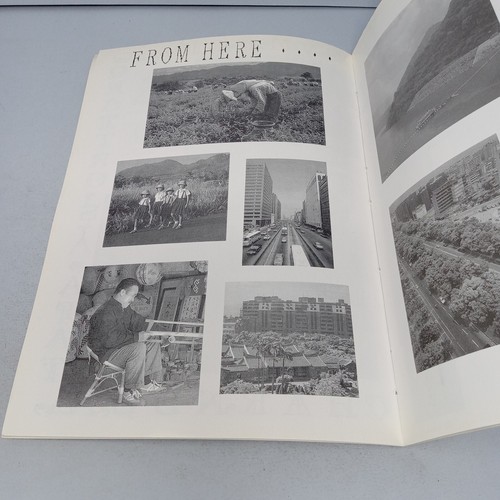 FROM HERE ....